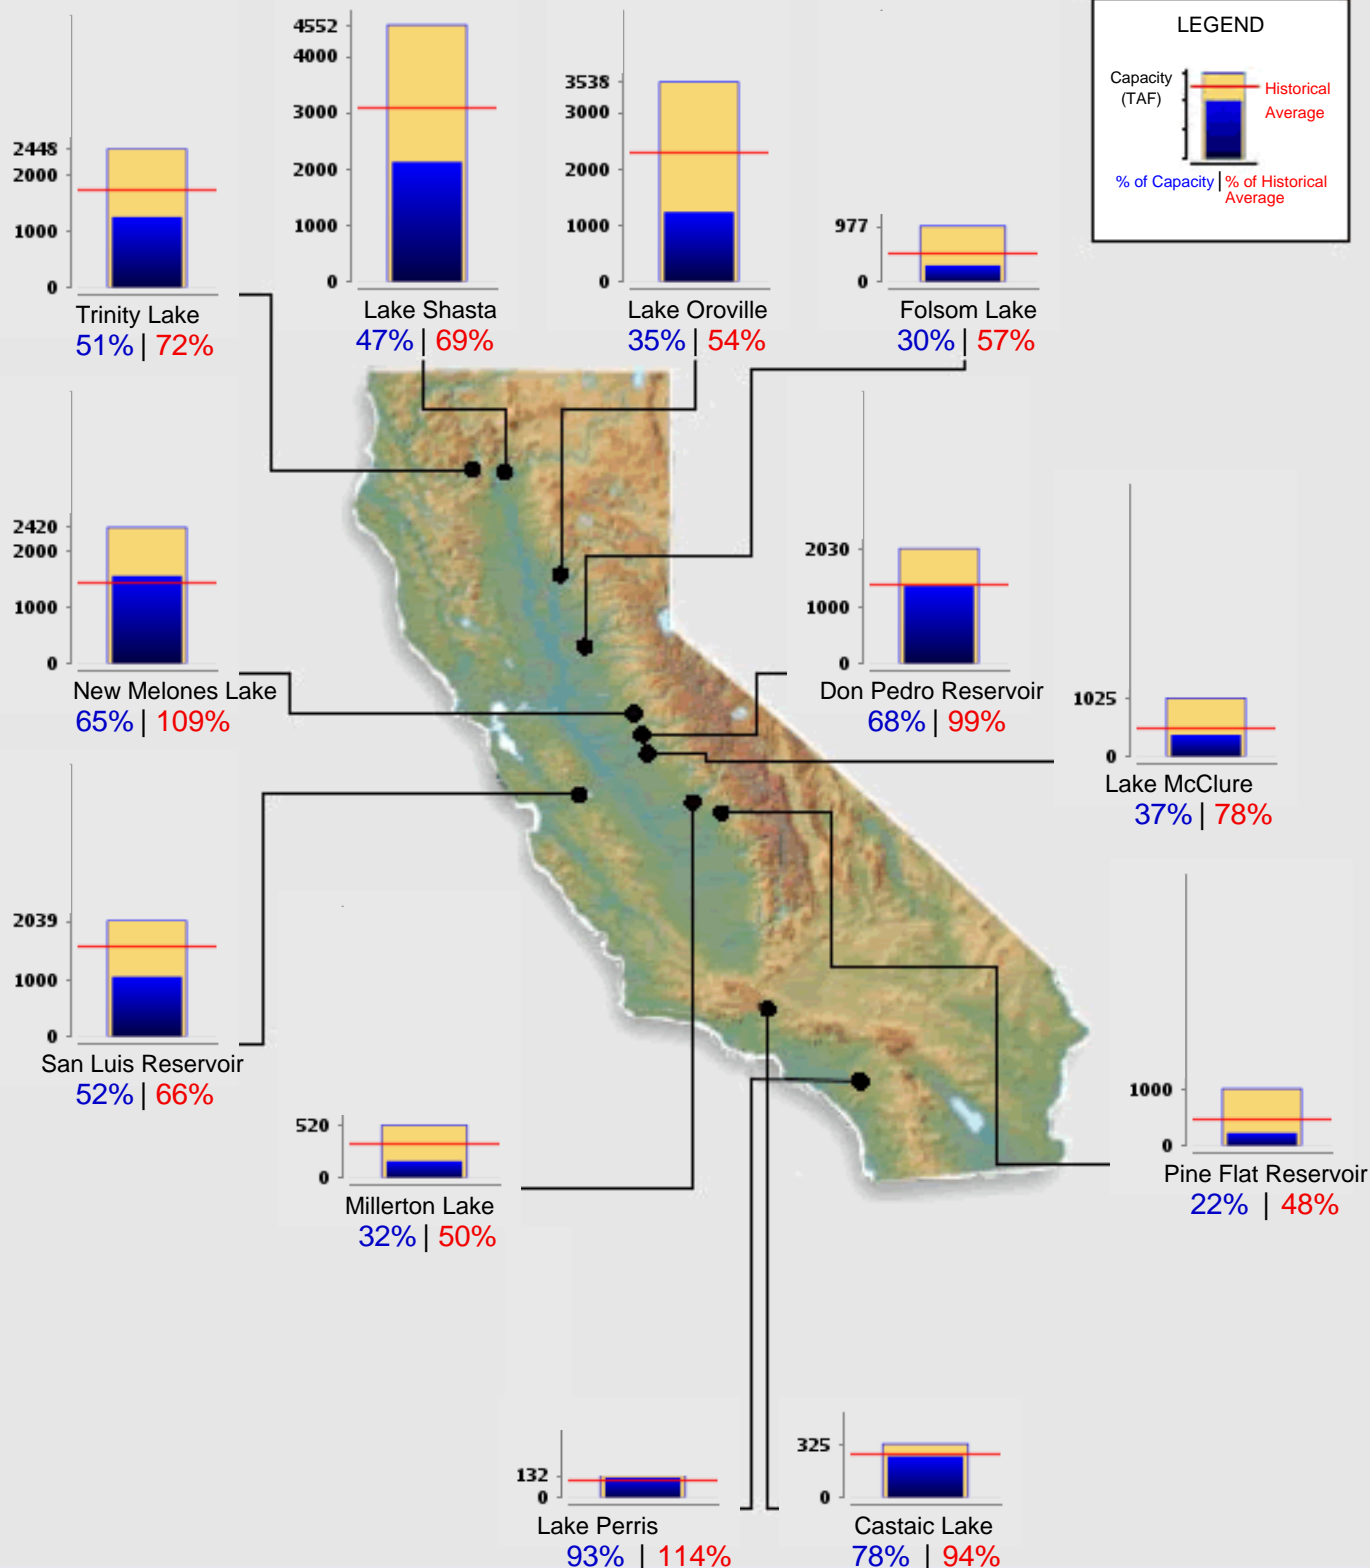 LEGEND
Capacity
(TAF)
Historical
Average
% of Capacity | % of Historical
Average
2448
2000
1000
0
Trinity Lake
51% | 72%
4552
4000
3000
2000
1000
0
Lake Shasta
47% | 69%
3538
3000
2000
1000
0
Lake Oroville
35% | 54%
977
0
Folsom Lake
30% | 57%
2420
2000
1000
0
New Melones Lake
65% | 109%
2030
1000
0
Don Pedro Reservoir
68% | 99%
1025
0
Lake McClure
37% | 78%
2039
1000
0
San Luis Reservoir
52% | 66%
520
0
Millerton Lake
32% | 50%
1000
0
Pine Flat Reservoir
22% | 48%
132
0
Lake Perris
93% | 114%
325
0
Castaic Lake
78% | 94%